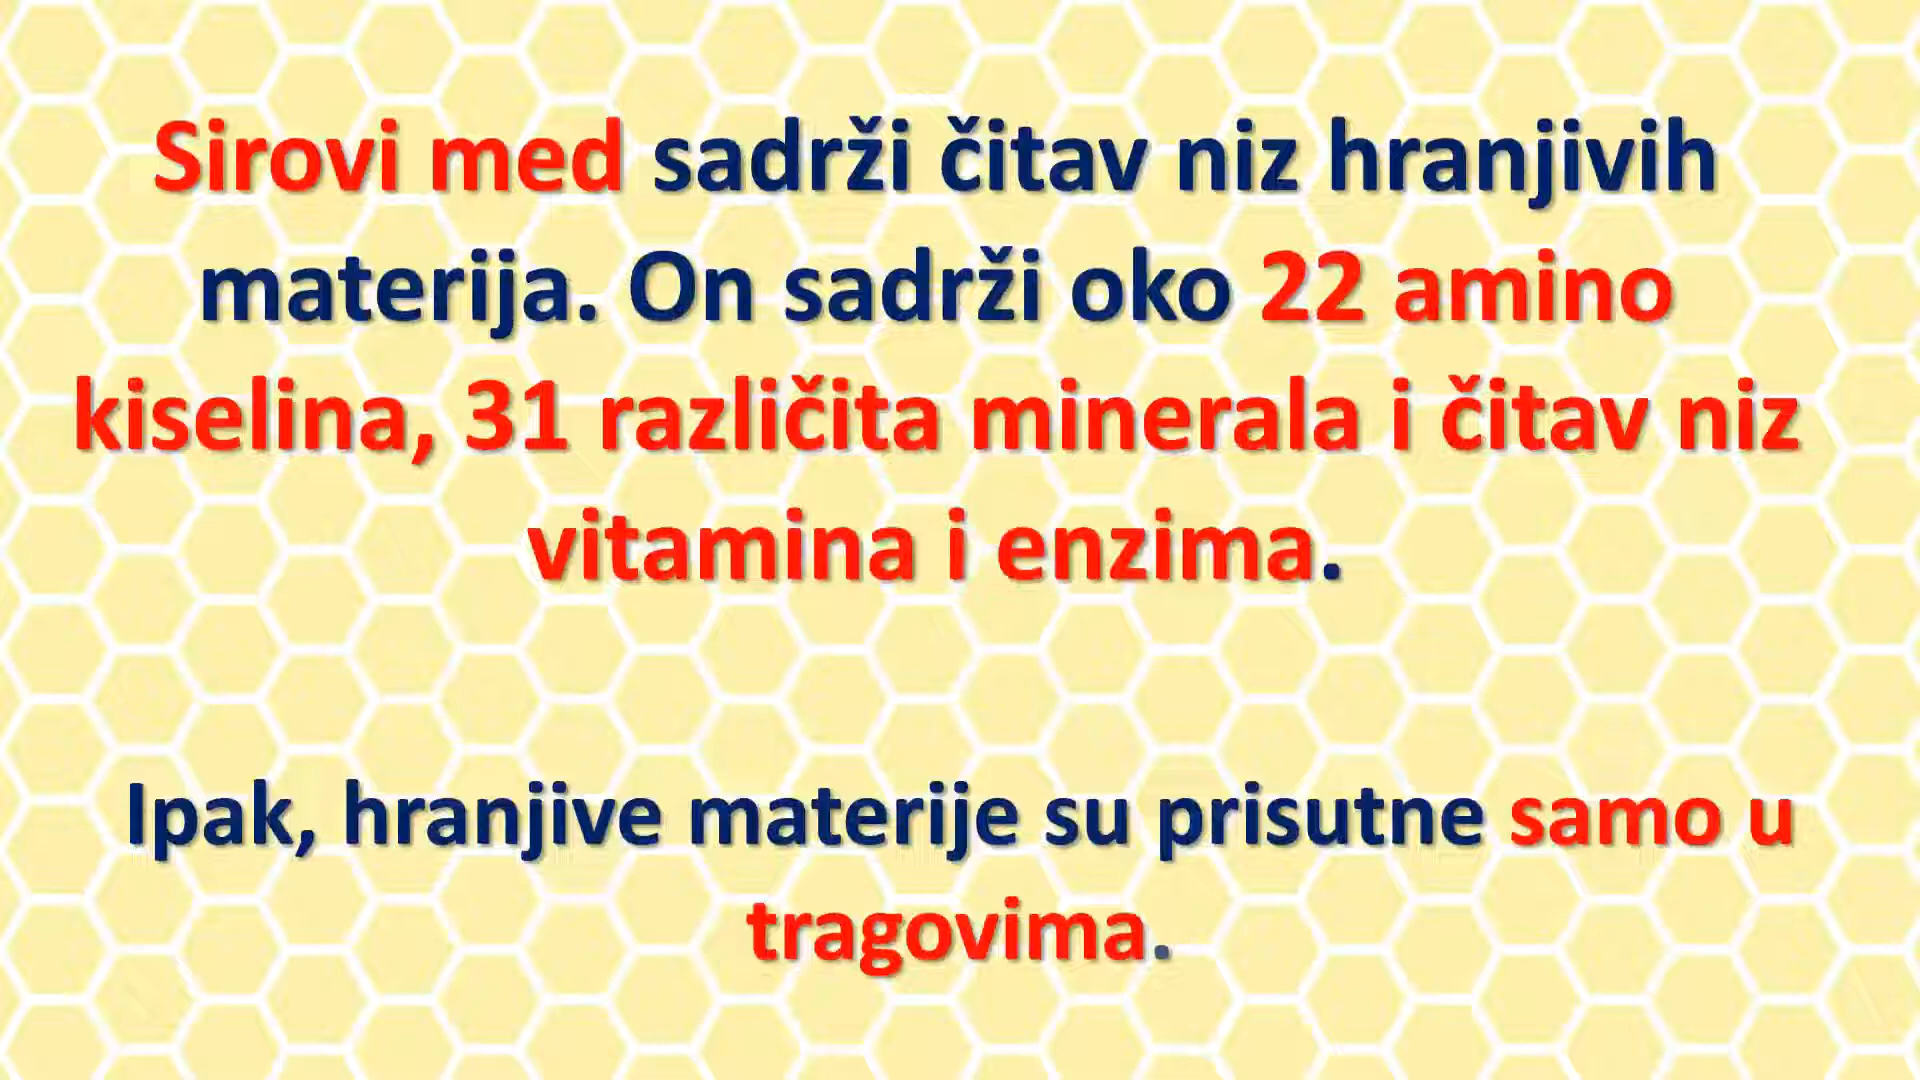 Sirovi med sadrži čitav niz hranjivih
materija. On sadrži oko 22 amino
kiselina, 31 različita minerala i čitav niz
vitamina i enzima.
Ipak, hranjive materije su prisutne samo u
tragovima.